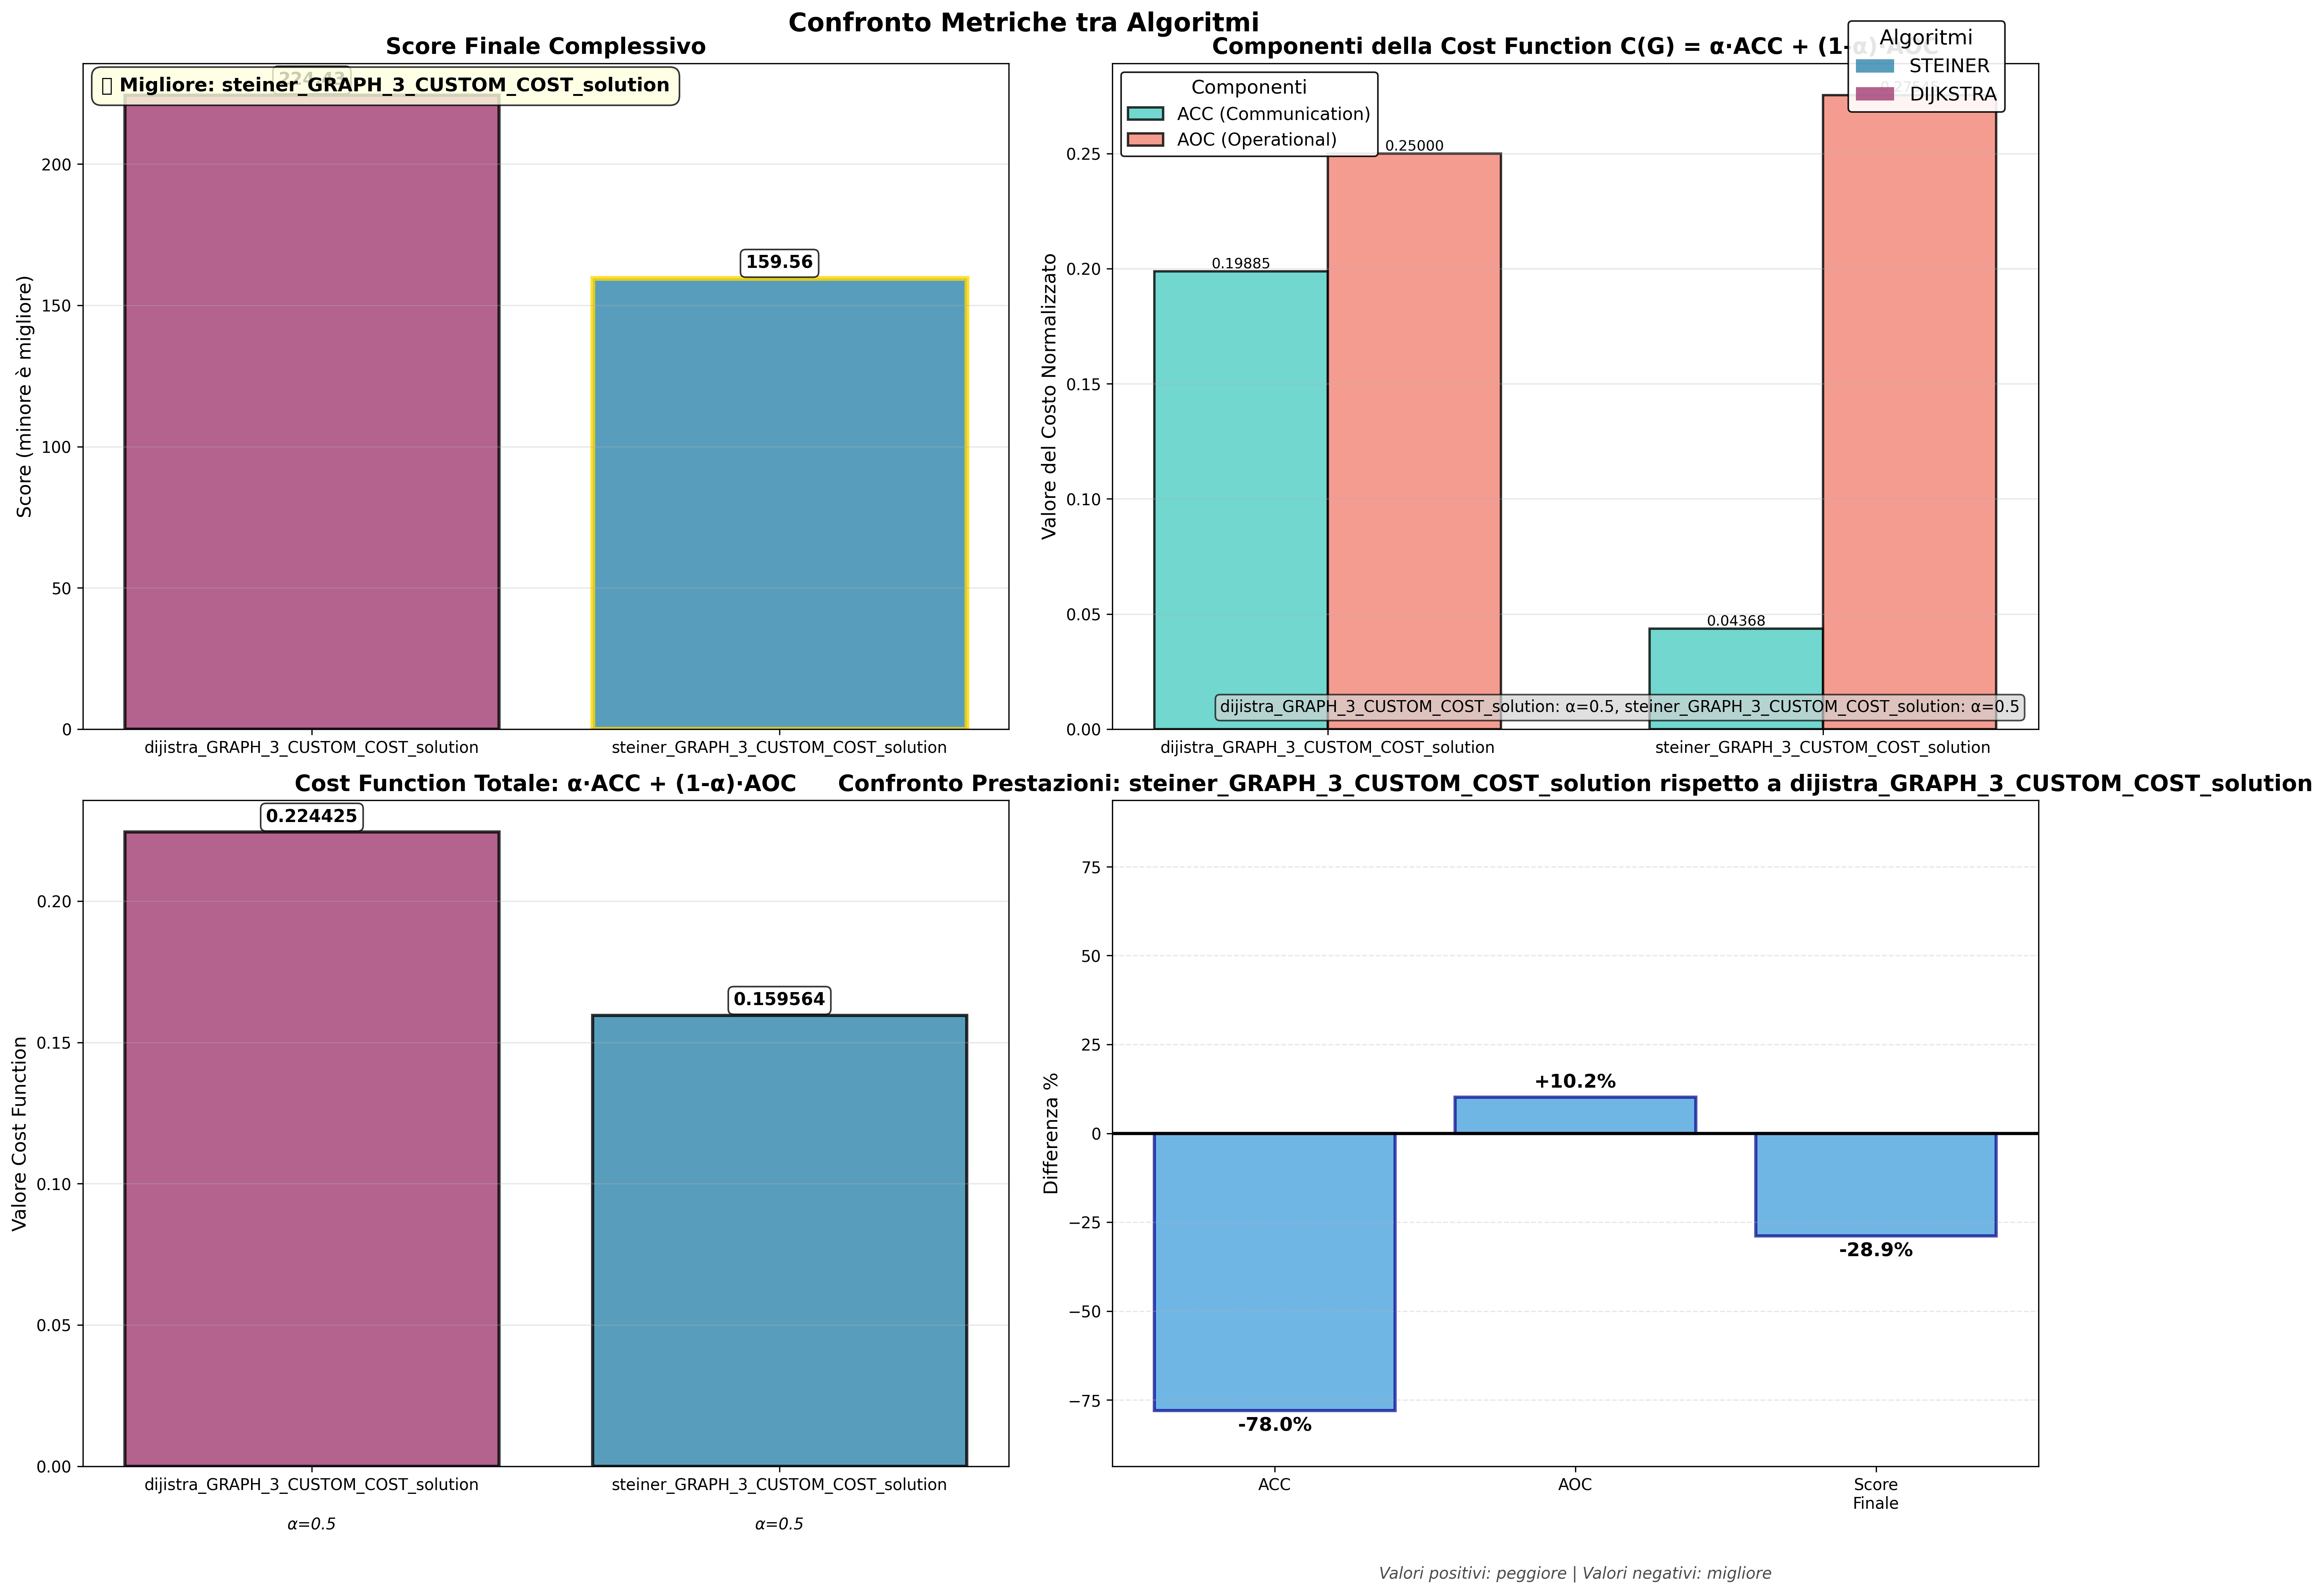 Confronto Metriche tra Algoritmi
Score Finale Complessivo
224.43
Migliore: steiner_GRAPH_3_CUSTOM_COST_solution
Score (minore è migliore)
200
150
100
50
0
159.56
dijistra_GRAPH_3_CUSTOM_COST_solution
steiner_GRAPH_3_CUSTOM_COST_solution
Componenti della Cost Function C(G) = α·ACC + (1-α)·AOC
Algoritmi
STEINER
DIJKSTRA
Componenti
ACC (Communication)
AOC (Operational)
Valore del Costo Normalizzato
0.25
0.20
0.15
0.10
0.05
0.00
0.19885
0.25000
0.04368
dijistra_GRAPH_3_CUSTOM_COST_solution: α=0.5, steiner_GRAPH_3_CUSTOM_COST_solution: α=0.5
dijistra_GRAPH_3_CUSTOM_COST_solution
steiner_GRAPH_3_CUSTOM_COST_solution
Cost Function Totale: α·ACC + (1-α)·AOC
Valore Cost Function
0.20
0.15
0.10
0.05
0.00
0.224425
0.159564
dijistra_GRAPH_3_CUSTOM_COST_solution
steiner_GRAPH_3_CUSTOM_COST_solution
α=0.5
α=0.5
Confronto Prestazioni: steiner_GRAPH_3_CUSTOM_COST_solution rispetto a dijistra_GRAPH_3_CUSTOM_COST_solution
Differenza %
75
50
25
0
−25
−50
−75
-78.0%
+10.2%
-28.9%
ACC
AOC
Score
Finale
Valori positivi: peggiore | Valori negativi: migliore